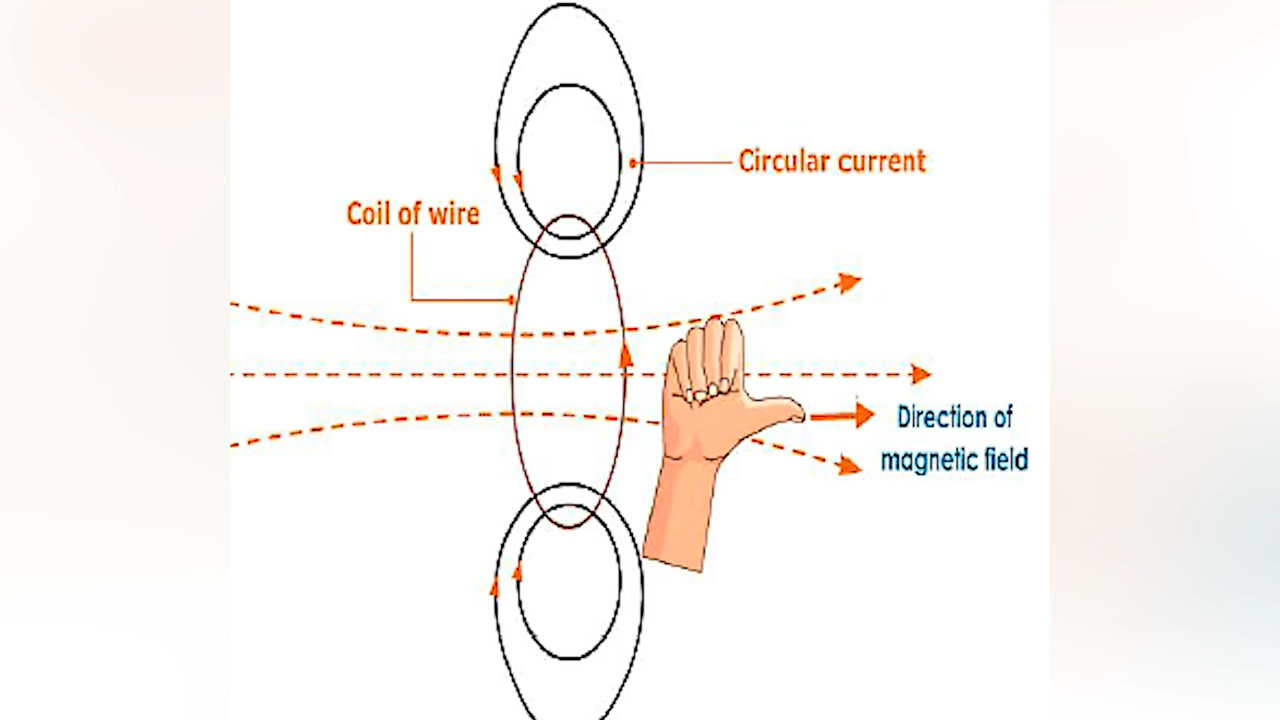 Circular current
Coil of wire
Direction of
magnetic field